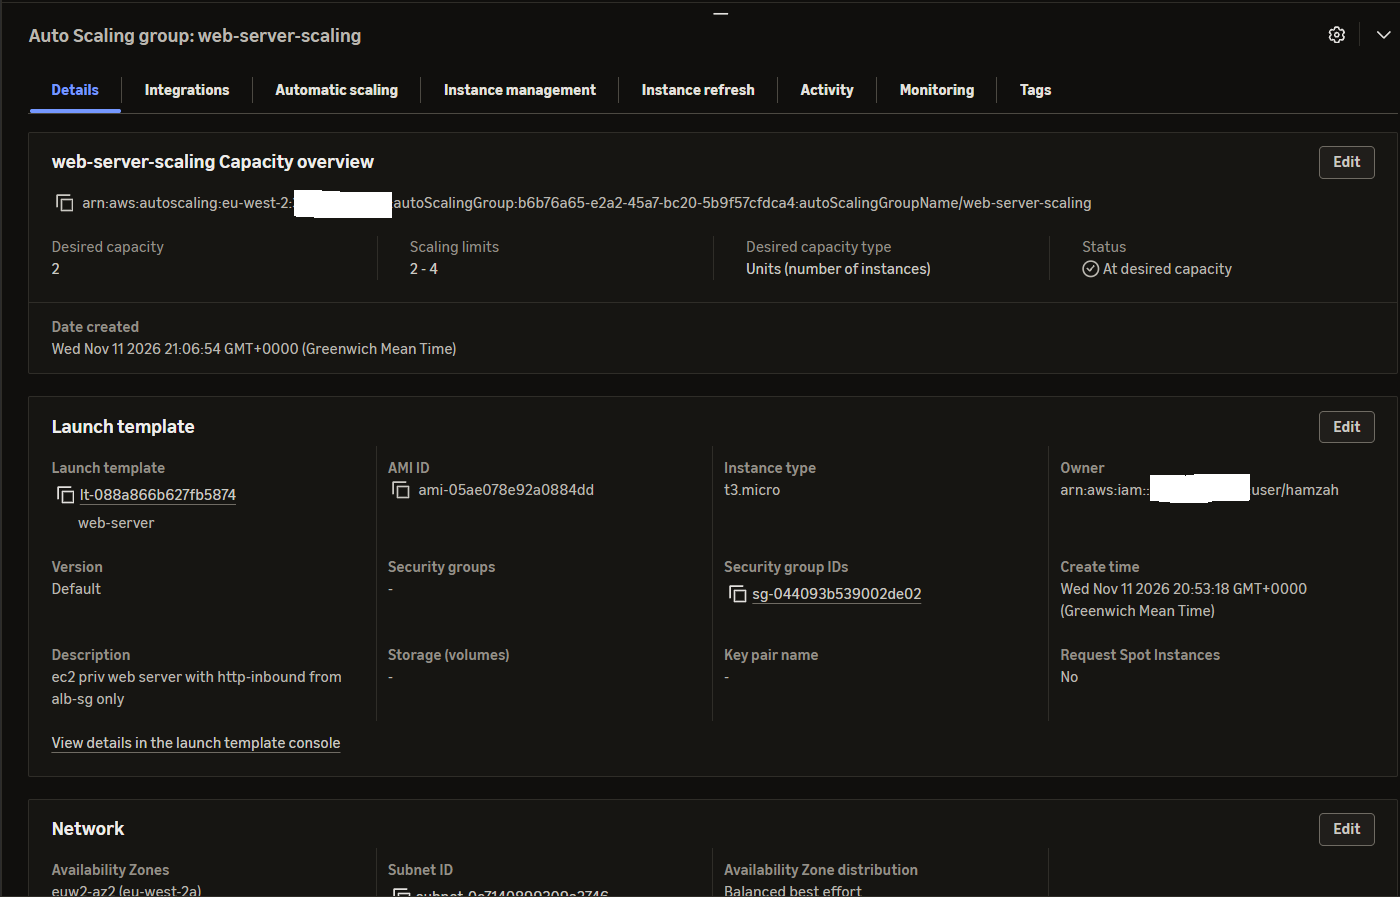 Auto Scaling group: web-server-scaling
Details
Integrations
Automatic scaling
Instance management
Instance refresh
Activity
Monitoring
Tags
web-server-scaling Capacity overview
Edit
arn:aws:autoscaling:eu-west-2: autoScalingGroup:b6b76a65-e2a2-45a7-bc20-5b9f57cfdca4:autoScalingGroupName/web-server-scaling
Desired capacity
2
Scaling limits
2 - 4
Desired capacity type
Units (number of instances)
Status
At desired capacity
Date created
Wed Nov 11 2026 21:06:54 GMT+0000 (Greenwich Mean Time)
Launch template
Edit
Launch template
lt-088a866b627fb5874
web-server
AMI ID
ami-05ae078e92a0884dd
Instance type
t3.micro
Owner
arn:aws:iam:: user/hamzah
Version
Default
Security groups
-
Security group IDs
sg-044093b539002de02
Create time
Wed Nov 11 2026 20:53:18 GMT+0000
(Greenwich Mean Time)
Description
ec2 priv web server with http-inbound from
alb-sg only
Storage (volumes)
-
Key pair name
-
Request Spot Instances
No
View details in the launch template console
Network
Edit
Availability Zones
euw2-az2 (eu-west-2a)
Subnet ID
Availability Zone distribution
Balanced best effort